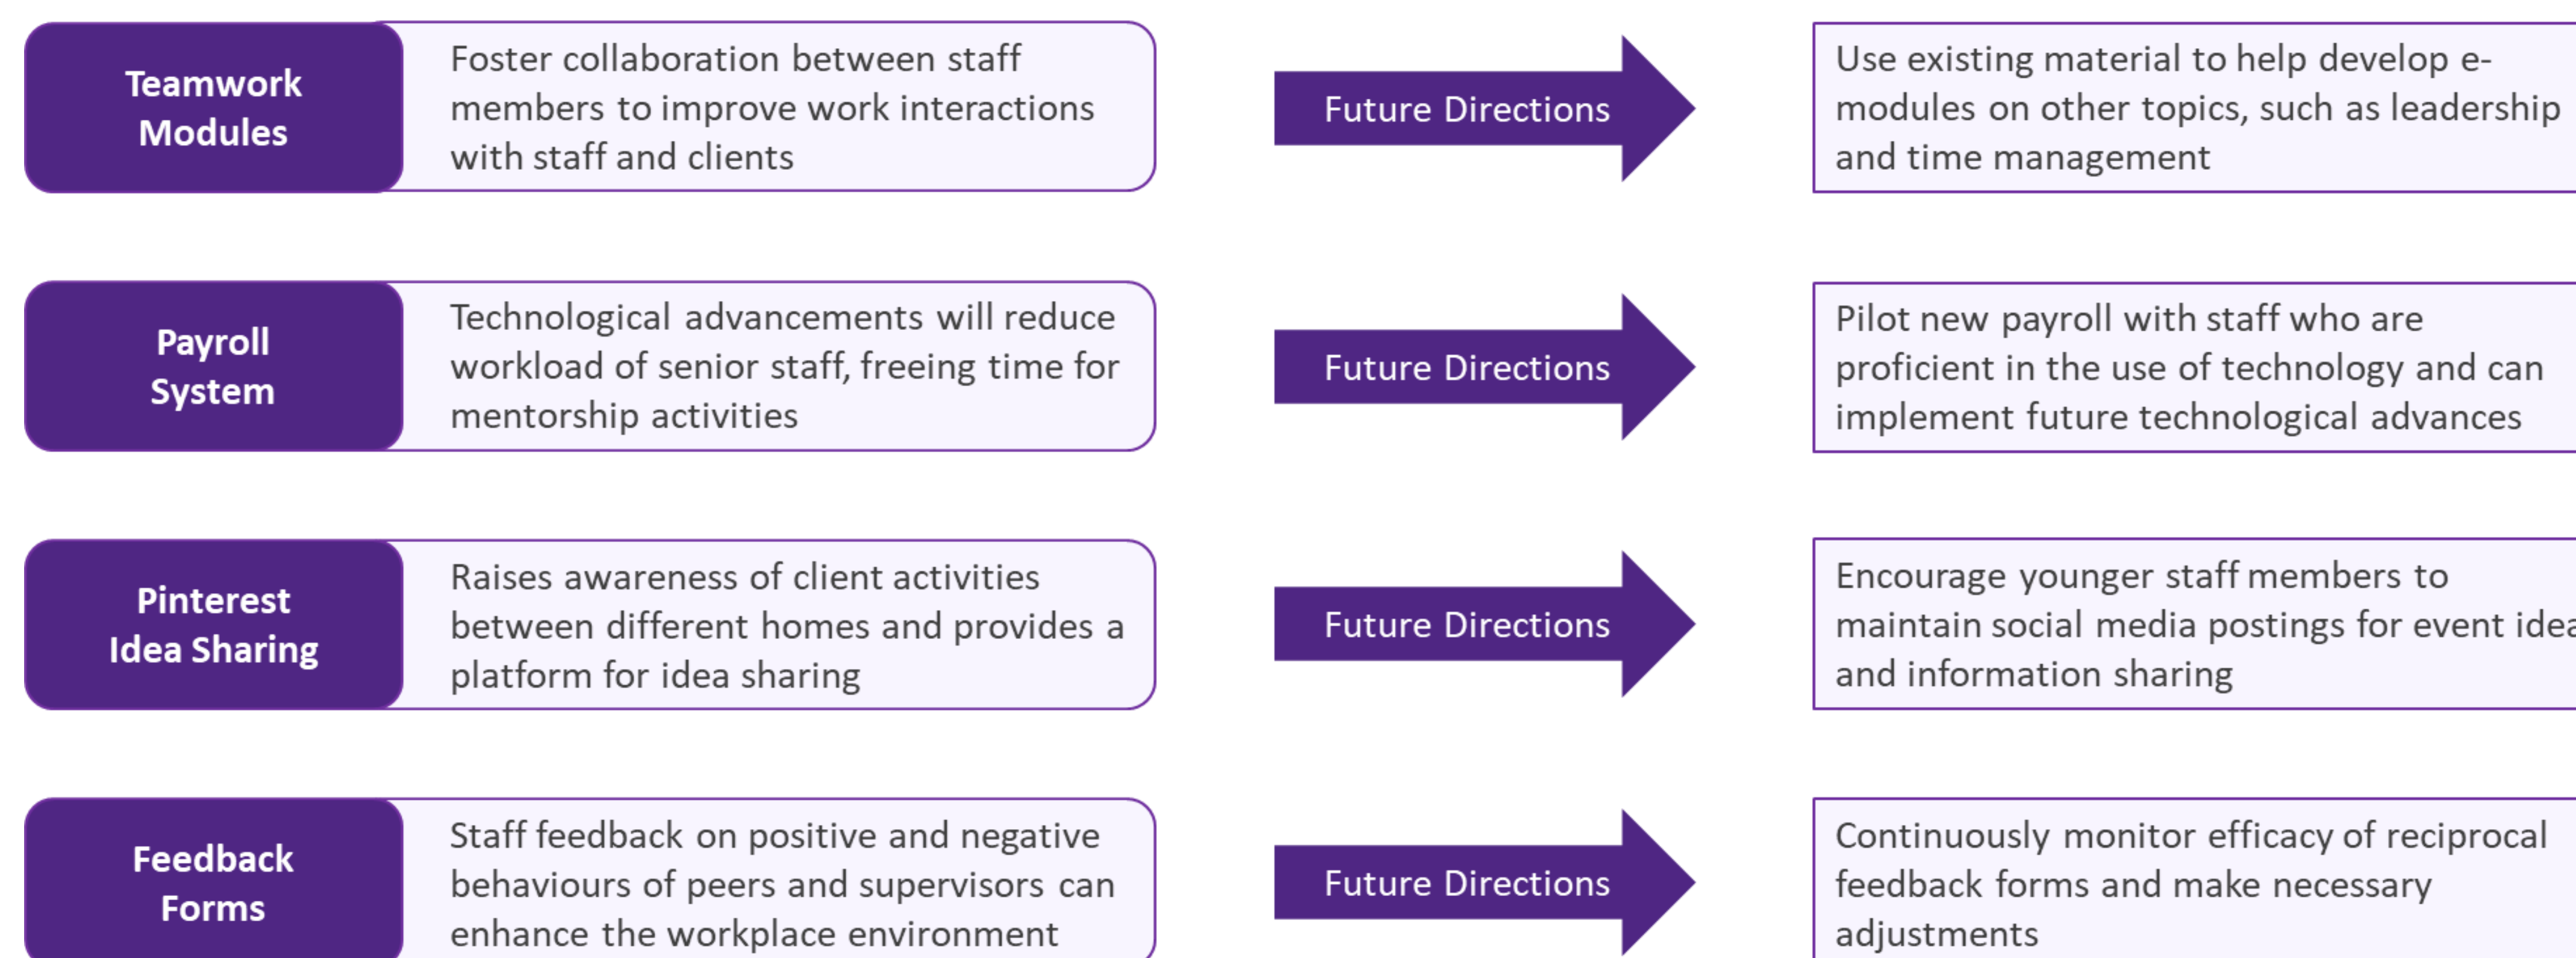 Teamwork
Modules
Foster collaboration between staff
members to improve work interactions
with staff and clients
Future Directions
Use existing material to help develop e-
modules on other topics, such as leadership
and time management
Payroll
System
Technological advancements will reduce
workload of senior staff, freeing time for
mentorship activities
Future Directions
Pilot new payroll with staff who are
proficient in the use of technology and can
implement future technological advances
Pinterest
Idea Sharing
Raises awareness of client activities
between different homes and provides a
platform for idea sharing
Future Directions
Encourage younger staff members to
maintain social media postings for event
and information sharing
Feedback
Forms
Staff feedback on positive and negative
behaviours of peers and supervisors can
enhance the workplace environment
Future Directions
Continuously monitor efficacy of reciprocal
feedback forms and make necessary
adjustments